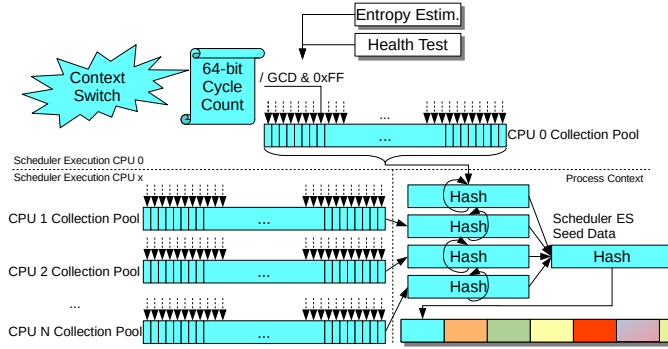 Entropy Estim.
Health Test
Context
Switch
64-bit
Cycle
Count
/ GCD & 0xFF
...
...
CPU 0 Collection Pool
Scheduler Execution CPU 0
Scheduler Execution CPU x
Process Context
...
CPU 1 Collection Pool
...
...
CPU 2 Collection Pool
...
...
...
CPU N Collection Pool
...
Hash
Hash
Hash
Hash
Scheduler ES
Seed Data
Hash